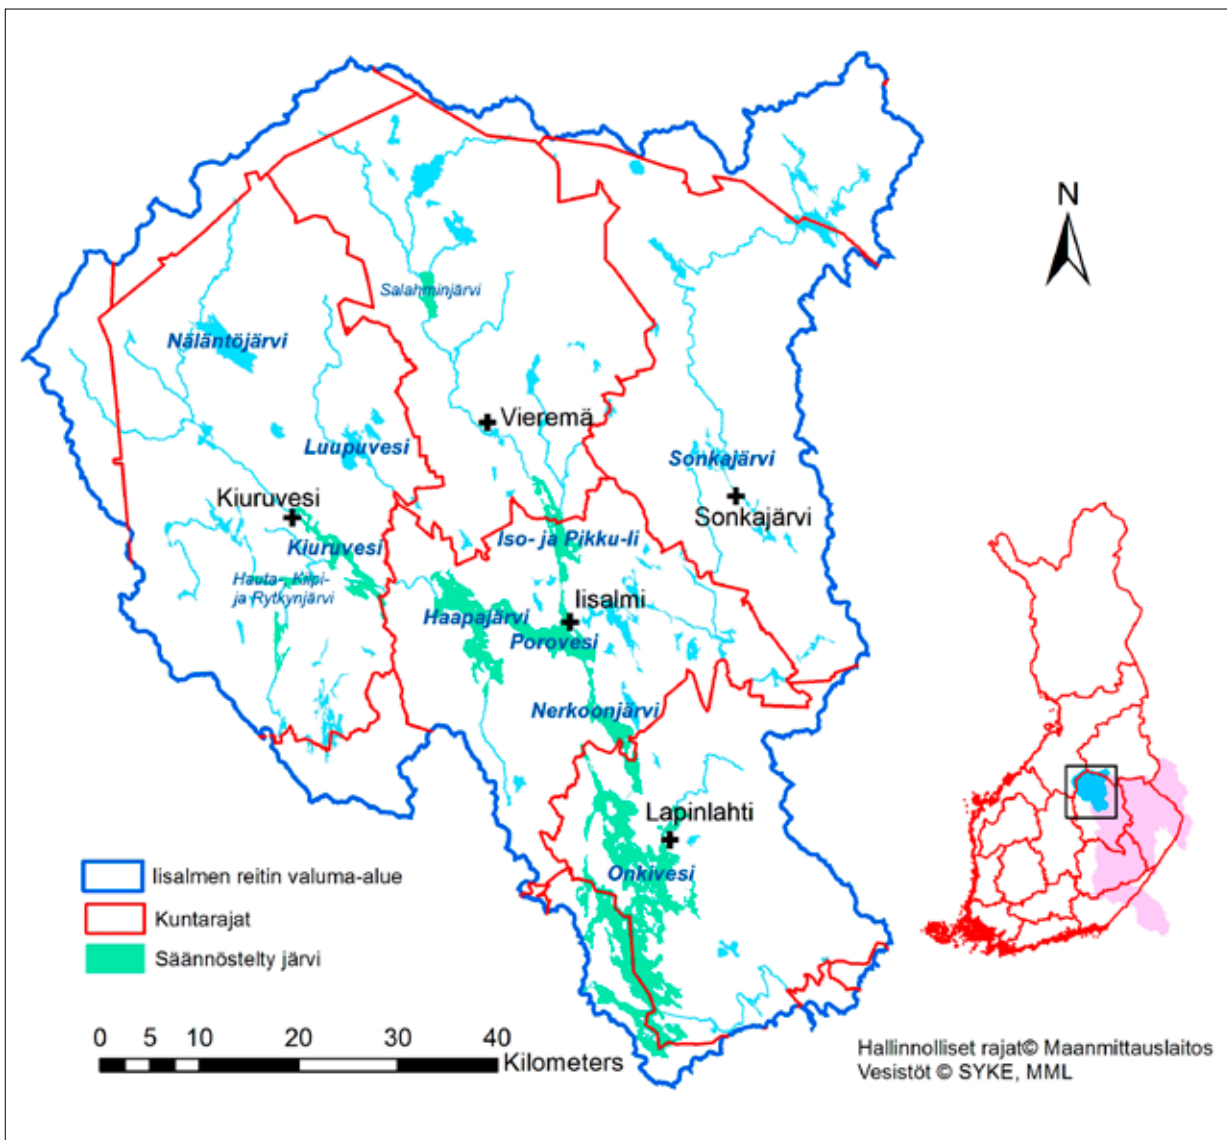 N
Salahminjärvi
Näläntöjärvi
Vieremä
Luupuvesi
Sonkajärvi
Kiuruvesi
Sonkajärvi
Kiuruvesi
Iso- ja Pikku-Ii
Hauta-, Kilpi-
ja Rytkynjärvi
Iisalmi
Haapajärvi
Porovesi
Nerkoonjärvi
Lapinlahti
Onkivesi
Iisalmen reitin valuma-alue
Kuntarajat
Säännöstelty järvi
0 5 10 20 30 40
Kilometers
Hallinnolliset rajat© Maanmittauslaitos
Vesistöt © SYKE, MML